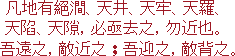 凡地有絕澗、天井、天牢、天羅、
天陷、天隙，必亟去之，勿近也。
吾遠之，敵近之；吾迎之，敵背之。